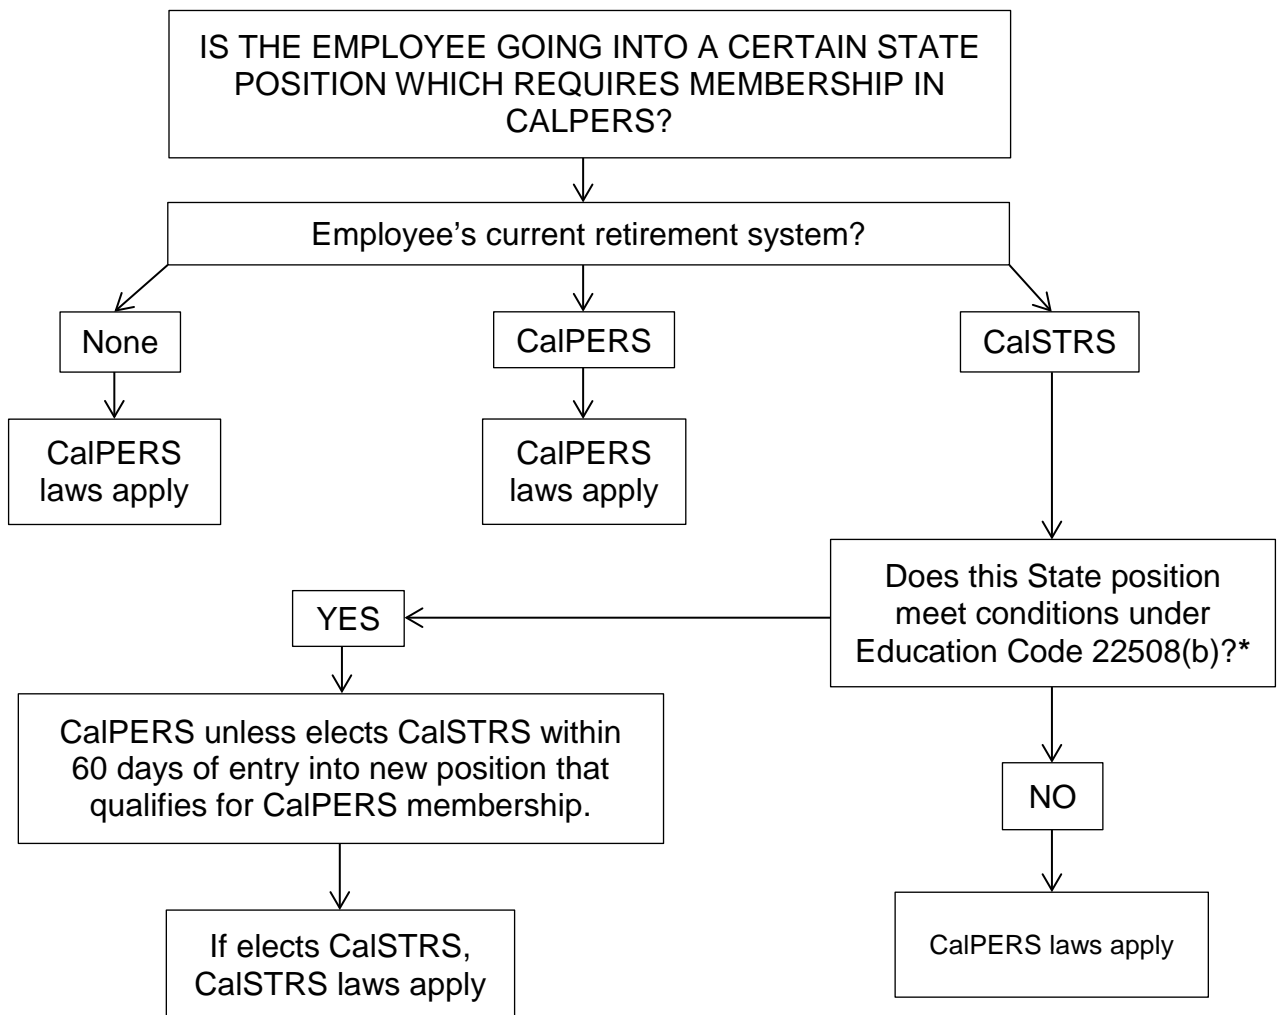 IS THE EMPLOYEE GOING INTO A CERTAIN STATE
POSITION WHICH REQUIRES MEMBERSHIP IN
CALPERS?
Employee’s current retirement system?
None
CalPERS
CalSTRS
CalPERS
laws apply
CalPERS
laws apply
Does this State position
meet conditions under
Education Code 22508(b)?*
YES
CalPERS unless elects CalSTRS within
60 days of entry into new position that
qualifies for CalPERS membership.
NO
If elects CalSTRS,
CalSTRS laws apply
CalPERS laws apply